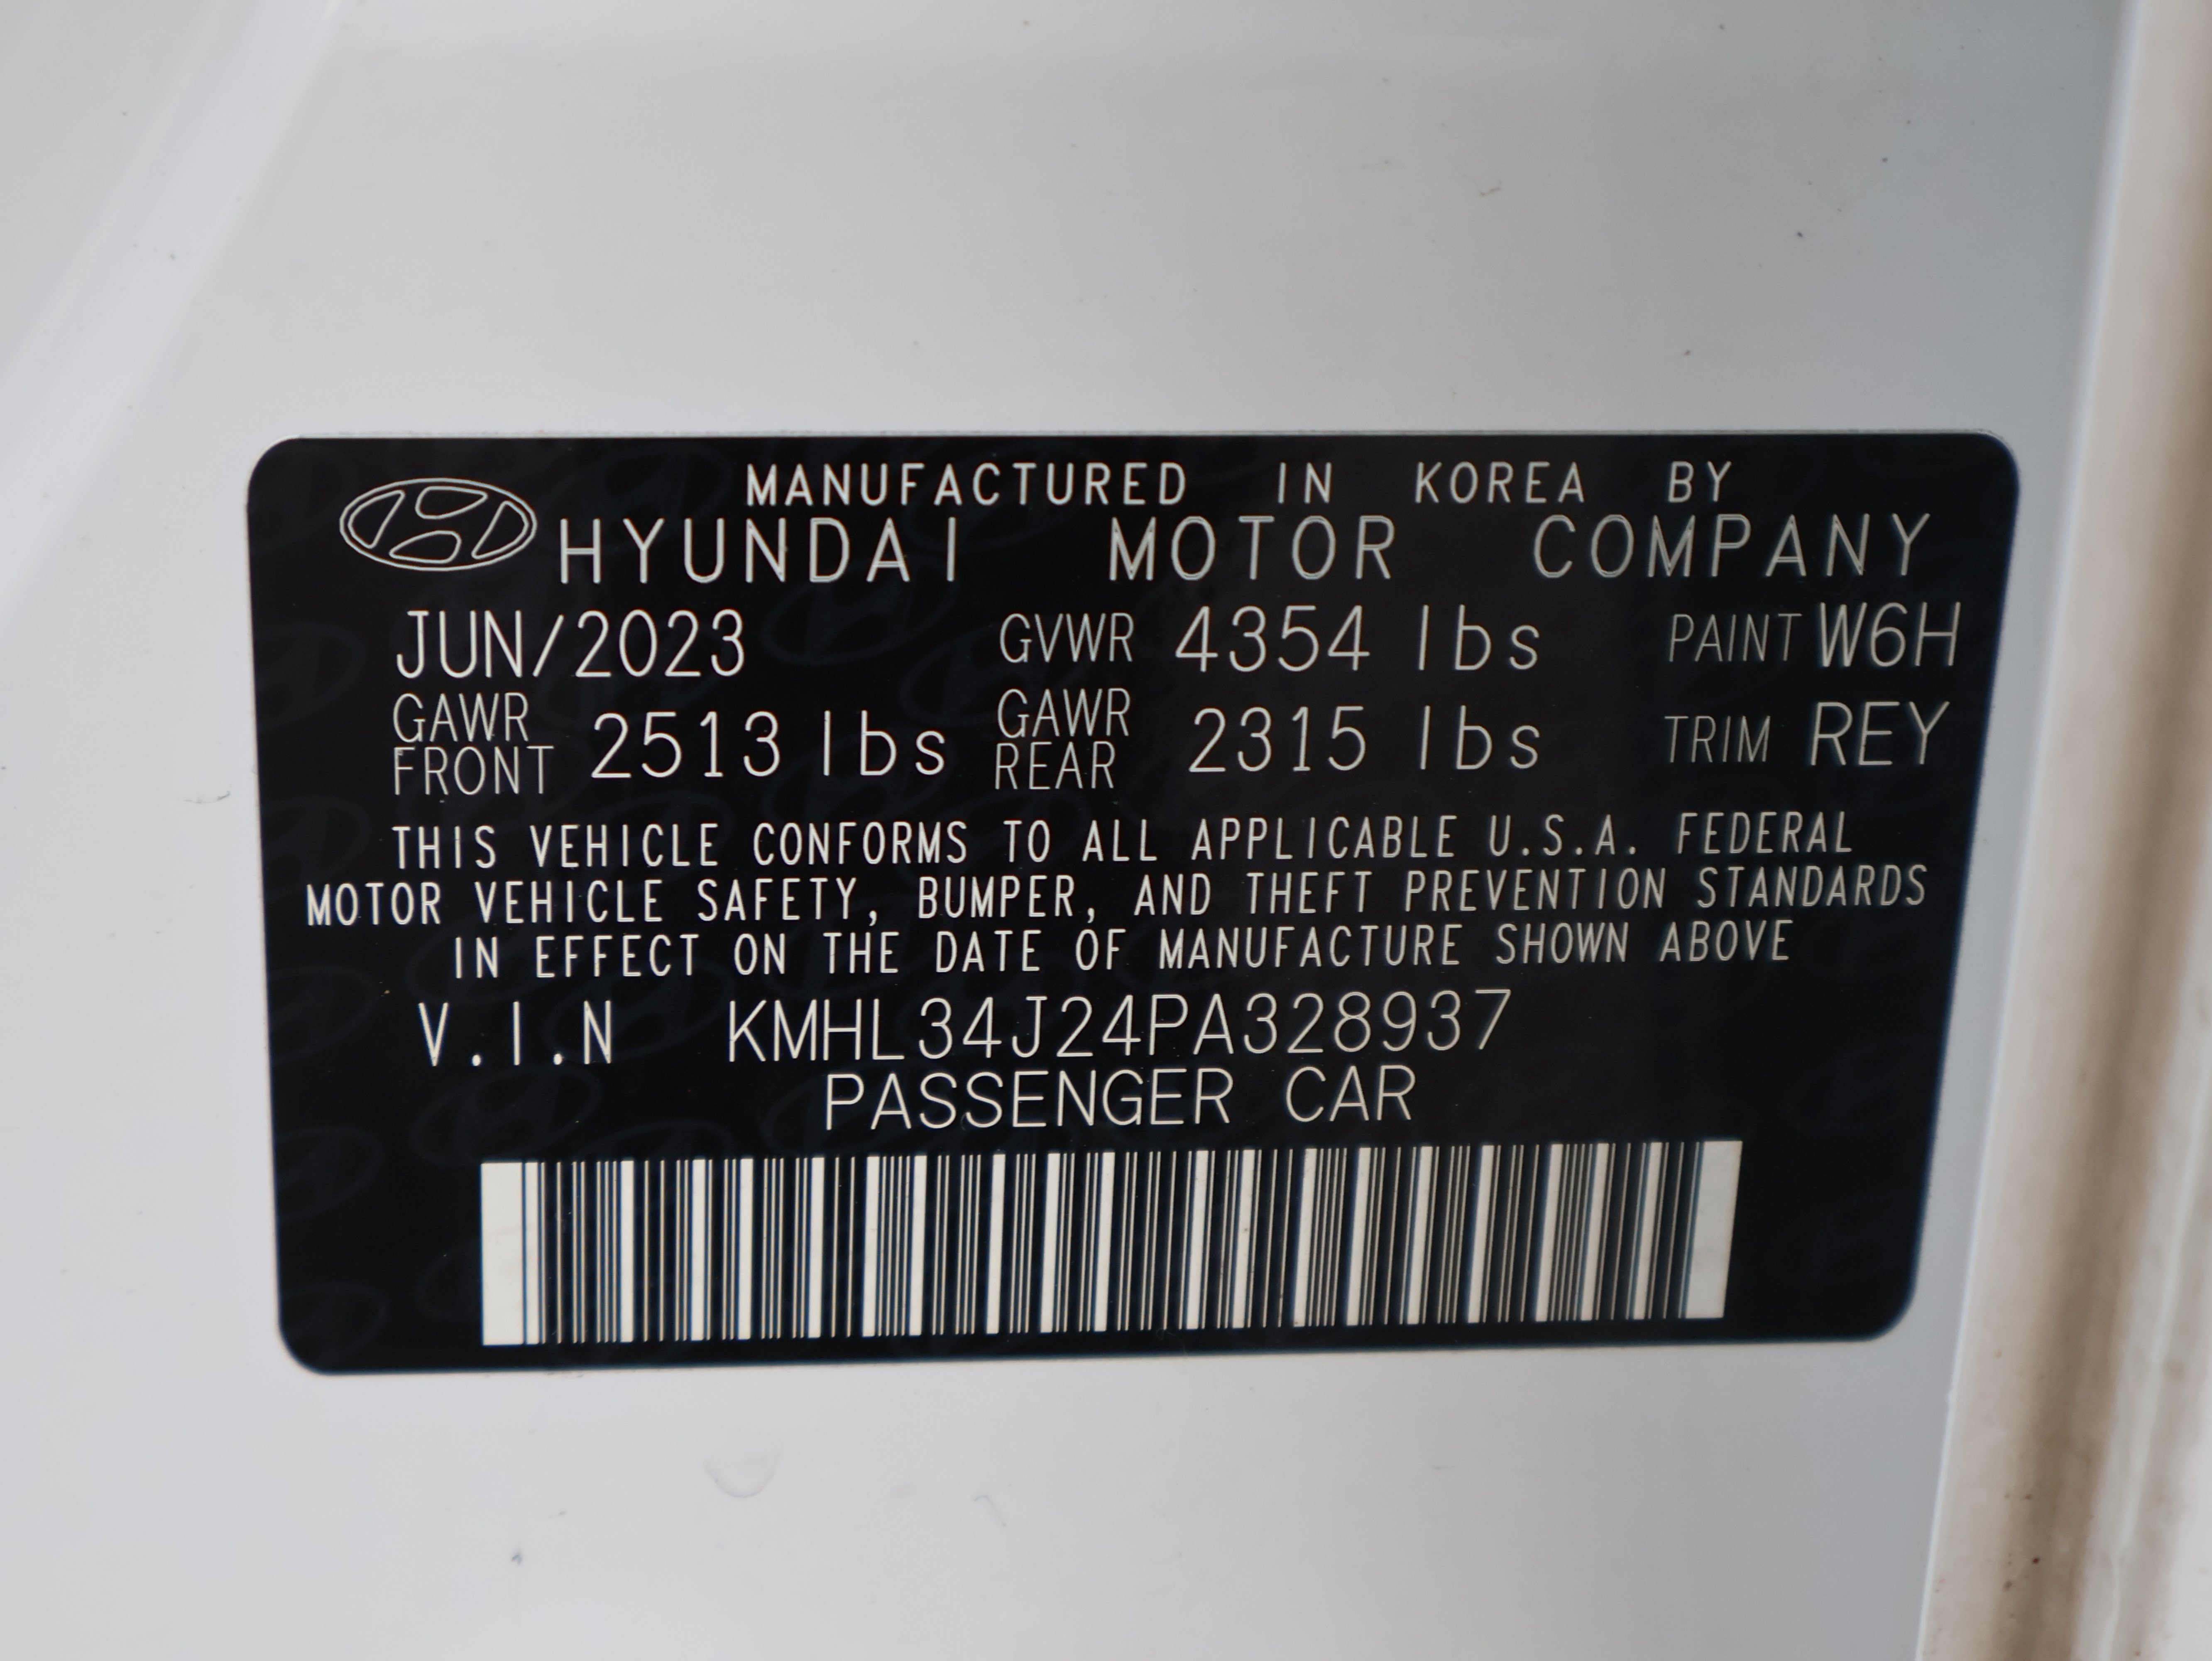 MANUFACTURED IN KOREA BY
HYUNDAI MOTOR COMPANY
JUN/2023 GVWR 4354 lbs PAINT W6H
GAWR FRONT 2513 lbs GAWR REAR 2315 lbs TRIM REY
THIS VEHICLE CONFORMS TO ALL APPLICABLE U.S.A. FEDERAL
MOTOR VEHICLE SAFETY, BUMPER, AND THEFT PREVENTION STANDARDS
IN EFFECT ON THE DATE OF MANUFACTURE SHOWN ABOVE
V.I.N KMHL34J24PA328937
PASSENGER CAR